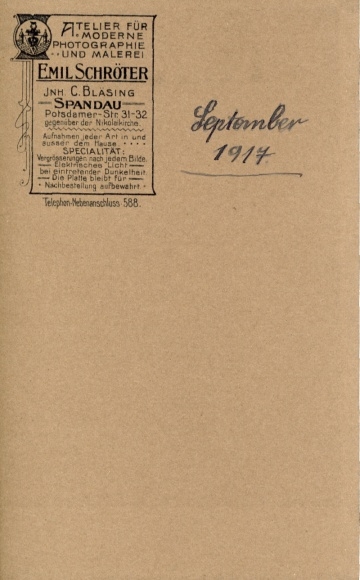 ATELIER FÜR
· MODERNE
PHOTOGRAPHIE
·· UND MALEREI
EMIL SCHRÖTER
JNH. C. BLASING
SPANDAU
Potsdamer-Str. 31-32
gegenüber der Nikolaikirche.
Aufnahmen jeder Art in und
ausser dem Hause. · · · ·
SPECIALITÄT:
Vergrösserungen nach jedem Bilde.
Elektrisches Licht
bei eintretender Dunkelheit.
Die Platte bleibt für
· Nachbestellung aufbewahrt. ·
Telephon-Nebenanschluss 588.
September
1917